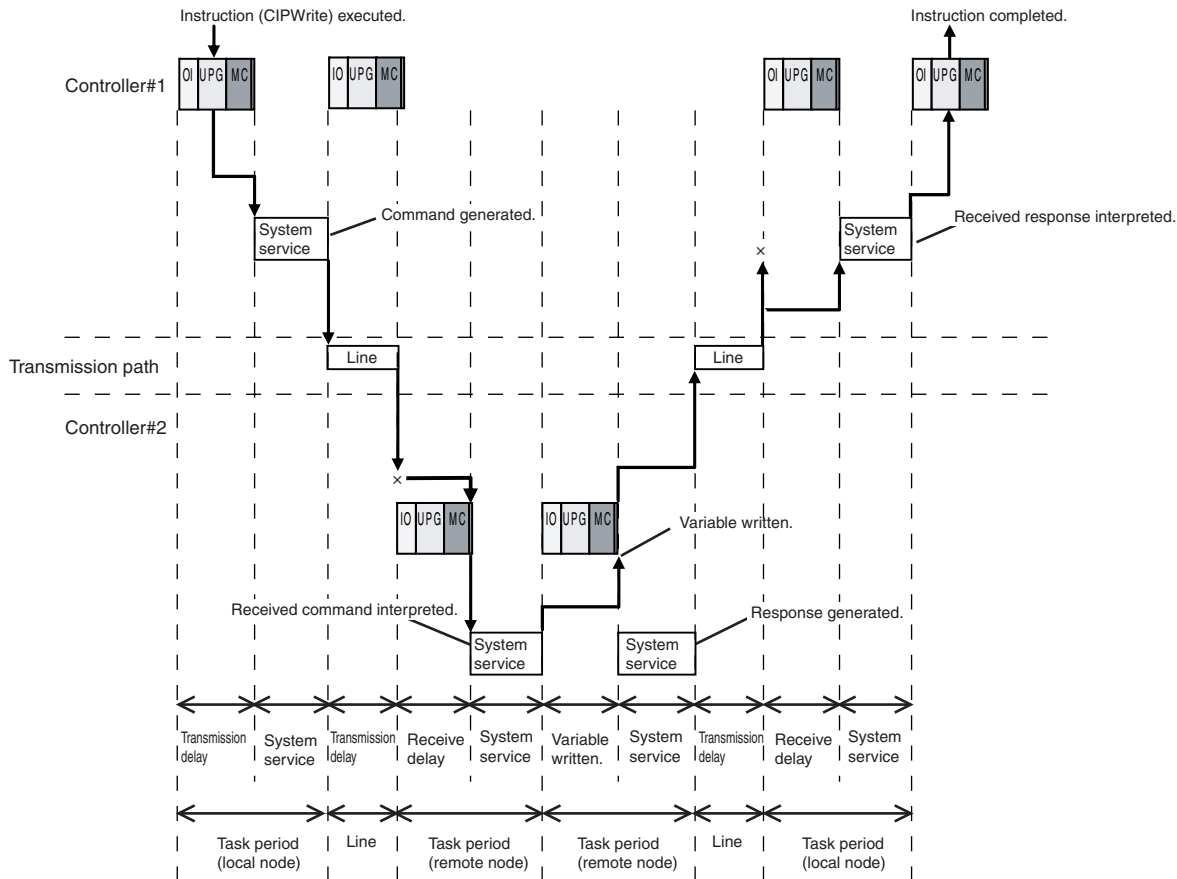 Instruction (CIPWrite) executed.
Instruction completed.
Controller#1
OI UPG MC
IO UPG MC
OI UPG MC
OI UPG MC
Command generated.
System
service
System
service
Received response interpreted.
×
Transmission path
Line
Line
Controller#2
×
IO UPG MC
IO UPG MC
Variable written.
Received command interpreted.
Response generated.
System
service
System
service
Transmission
delay
System
service
Transmission
delay
Receive
delay
System
service
Variable
written.
System
service
Transmission
delay
Receive
delay
System
service
Task period
(local node)
Line
Task period
(remote node)
Task period
(remote node)
Line
Task period
(local node)